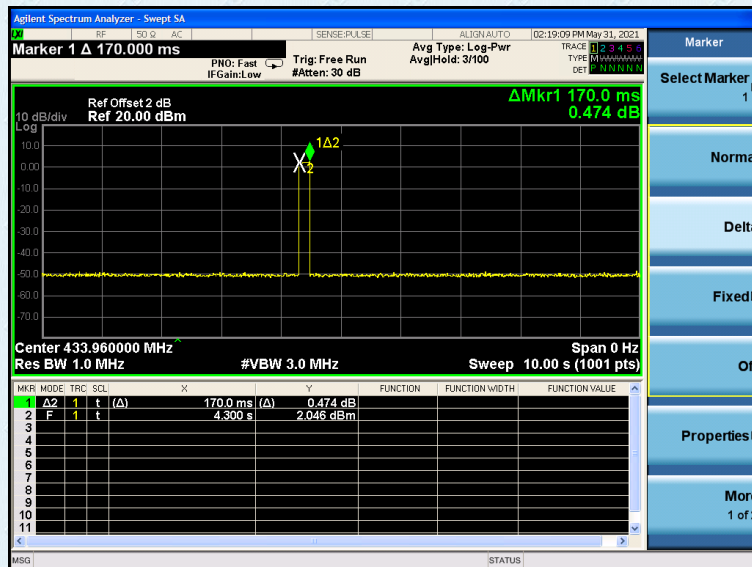 Agilent Spectrum Analyzer - Swept SA
LXI RF 50 Ω AC SENSE:PULSE ALIGN AUTO 02:19:09 PM May 31, 2021
Marker 1 Δ 170.000 ms
PNO: Fast
IFGain:Low
Trig: Free Run
#Atten: 30 dB
Avg Type: Log-Pwr
Avg|Hold: 3/100
TRACE 1 2 3 4 5 6
TYPE M
DET P N N N N N
ΔMkr1 170.0 ms
0.474 dB
Ref Offset 2 dB
10 dB/div Ref 20.00 dBm
Log
10.0
0.00
-10.0
-20.0
-30.0
-40.0
-50.0
-60.0
-70.0
1Δ2
X2
Center 433.960000 MHz Span 0 Hz
Res BW 1.0 MHz #VBW 3.0 MHz Sweep 10.00 s (1001 pts)
MKR MODE TRC SCL X Y FUNCTION FUNCTION WIDTH FUNCTION VALUE
1 Δ2 1 t (Δ) 170.0 ms (Δ) 0.474 dB
2 F 1 t 4.300 s 2.046 dBm
3
4
5
6
7
8
9
10
11
MSG STATUS
Marker
Select Marker
1
Norma
Delta
Fixed
Of
Properties
More
1 of